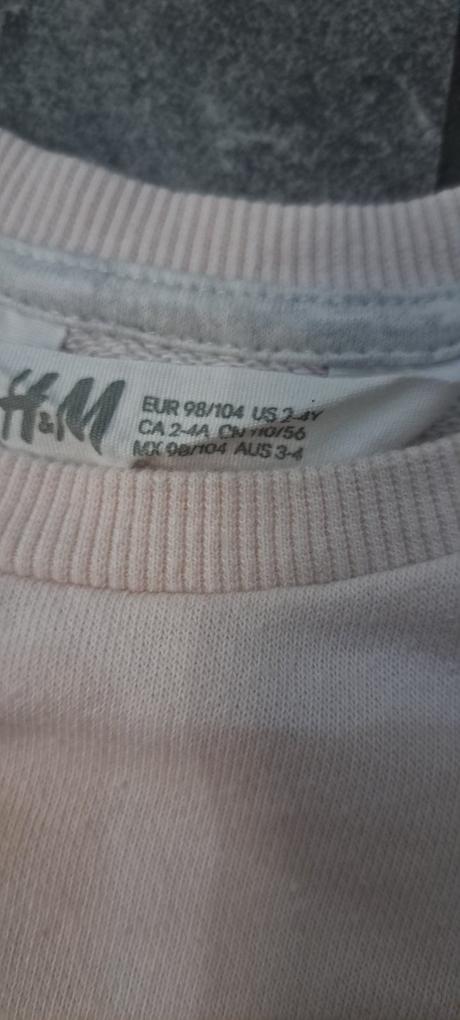 H&M
EUR 98/104 US 2-4Y
CA 2-4A CN 110/56
MX 98/104 AUS 3-4